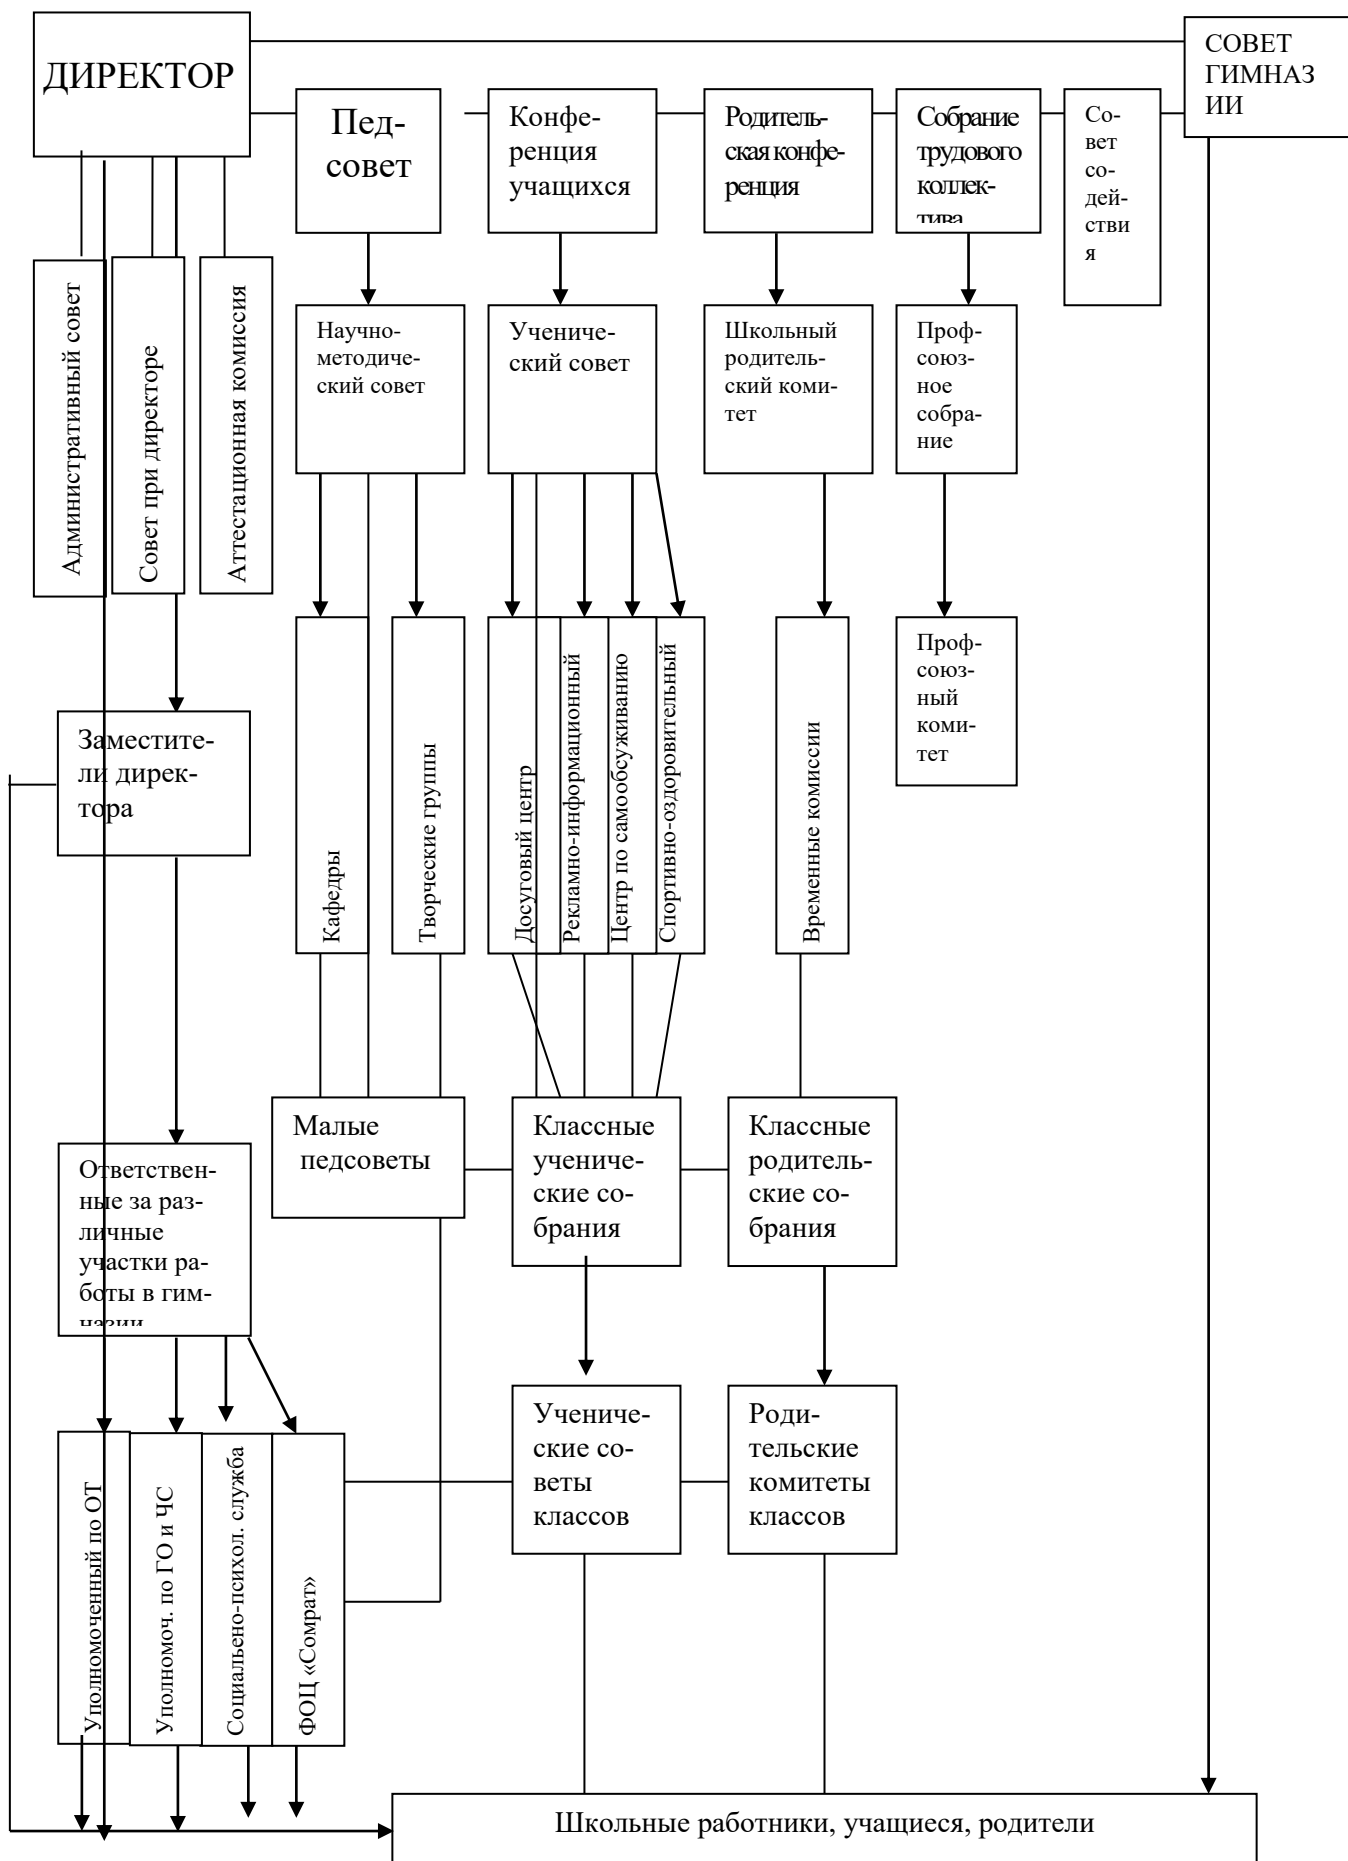 ДИРЕКТОР
СОВЕТ
ГИМНАЗ
ИИ
Пед-
совет
Конфе-
ренция
учащихся
Родитель-
ская конфе-
ренция
Собрание
трудового
коллек-
тива
Со-
вет
со-
дей-
стви
я
Административный совет
Совет при директоре
Аттестационная комиссия
Научно-
методиче-
ский совет
Учениче-
ский совет
Школьный
родитель-
ский коми-
тет
Проф-
союз-
ное
собра-
ние
Кафедры
Творческие группы
Досуговый центр
Рекламно-информационный
Центр по самообсуживанию
Спортивно-оздоровительный
Временные комиссии
Проф-
союз-
ный
коми-
тет
Заместите-
ли дирек-
тора
Малые
педсоветы
Классные
учениче-
ские со-
брания
Классные
родитель-
ские со-
брания
Ответствен-
ные за раз-
личные
участки ра-
боты в гим-
назии
Учениче-
ские со-
веты
классов
Роди-
тельские
комитеты
классов
Уполномоченный по ОТ
Уполномоч. по ГО и ЧС
Социальено-психол. служба
ФОЦ «Сомрат»
Школьные работники, учащиеся, родители